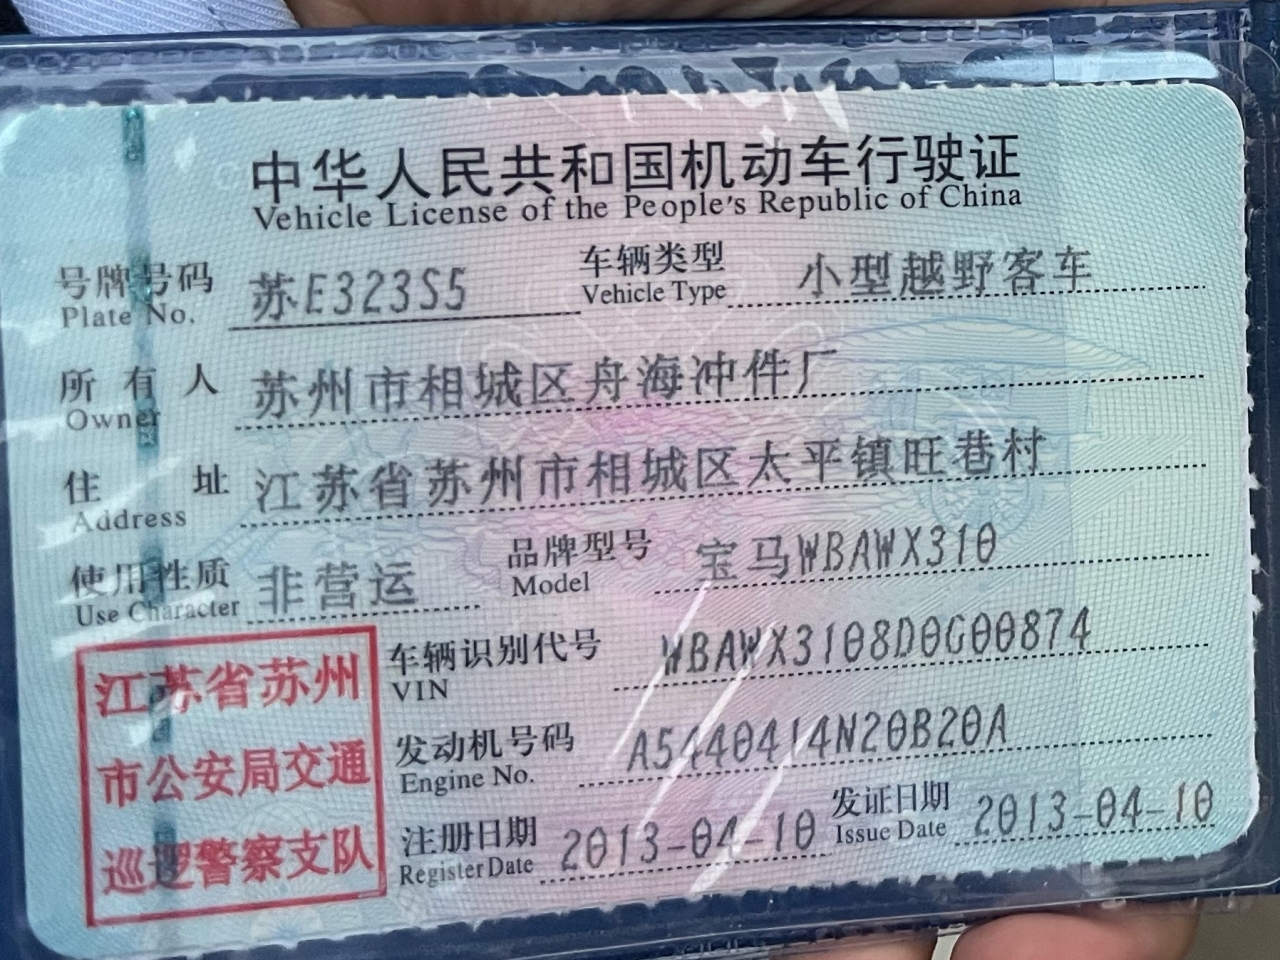 中华人民共和国机动车行驶证
Vehicle License of the People's Republic of China
号牌号码 苏E323S5 车辆类型 小型越野客车
Plate No. Vehicle Type
所有人 苏州市相城区舟海冲件厂
Owner
住址 江苏省苏州市相城区太平镇旺巷村
Address
使用性质 非营运 品牌型号 宝马WBAWX310
Use Character Model
车辆识别代号 WBAWX3108D0G00874
VIN
发动机号码 A5440414N20B20A
Engine No.
注册日期 2013-04-10 发证日期 2013-04-10
Register Date Issue Date
江苏省苏州
市公安局交通
巡逻警察支队